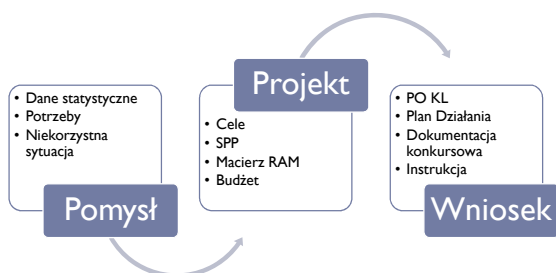 • Dane statystyczne
• Potrzeby
• Niekorzystna
sytuacja
Pomysł
Projekt
• Cele
• SPP
• Macierz RAM
• Budżet
• PO KL
• Plan Działania
• Dokumentacja
konkursowa
• Instrukcja
Wniosek